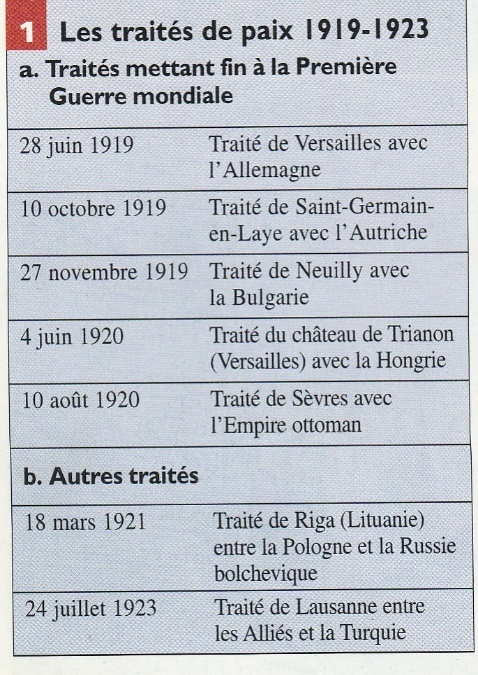 1 Les traités de paix 1919-1923
a. Traités mettant fin à la Première
Guerre mondiale
28 juin 1919 Traité de Versailles avec
l'Allemagne
10 octobre 1919 Traité de Saint-Germain-
en-Laye avec l'Autriche
27 novembre 1919 Traité de Neuilly avec
la Bulgarie
4 juin 1920 Traité du château de Trianon
(Versailles) avec la Hongrie
10 août 1920 Traité de Sèvres avec
l'Empire ottoman
b. Autres traités
18 mars 1921 Traité de Riga (Lituanie)
entre la Pologne et la Russie
bolchevique
24 juillet 1923 Traité de Lausanne entre
les Alliés et la Turquie